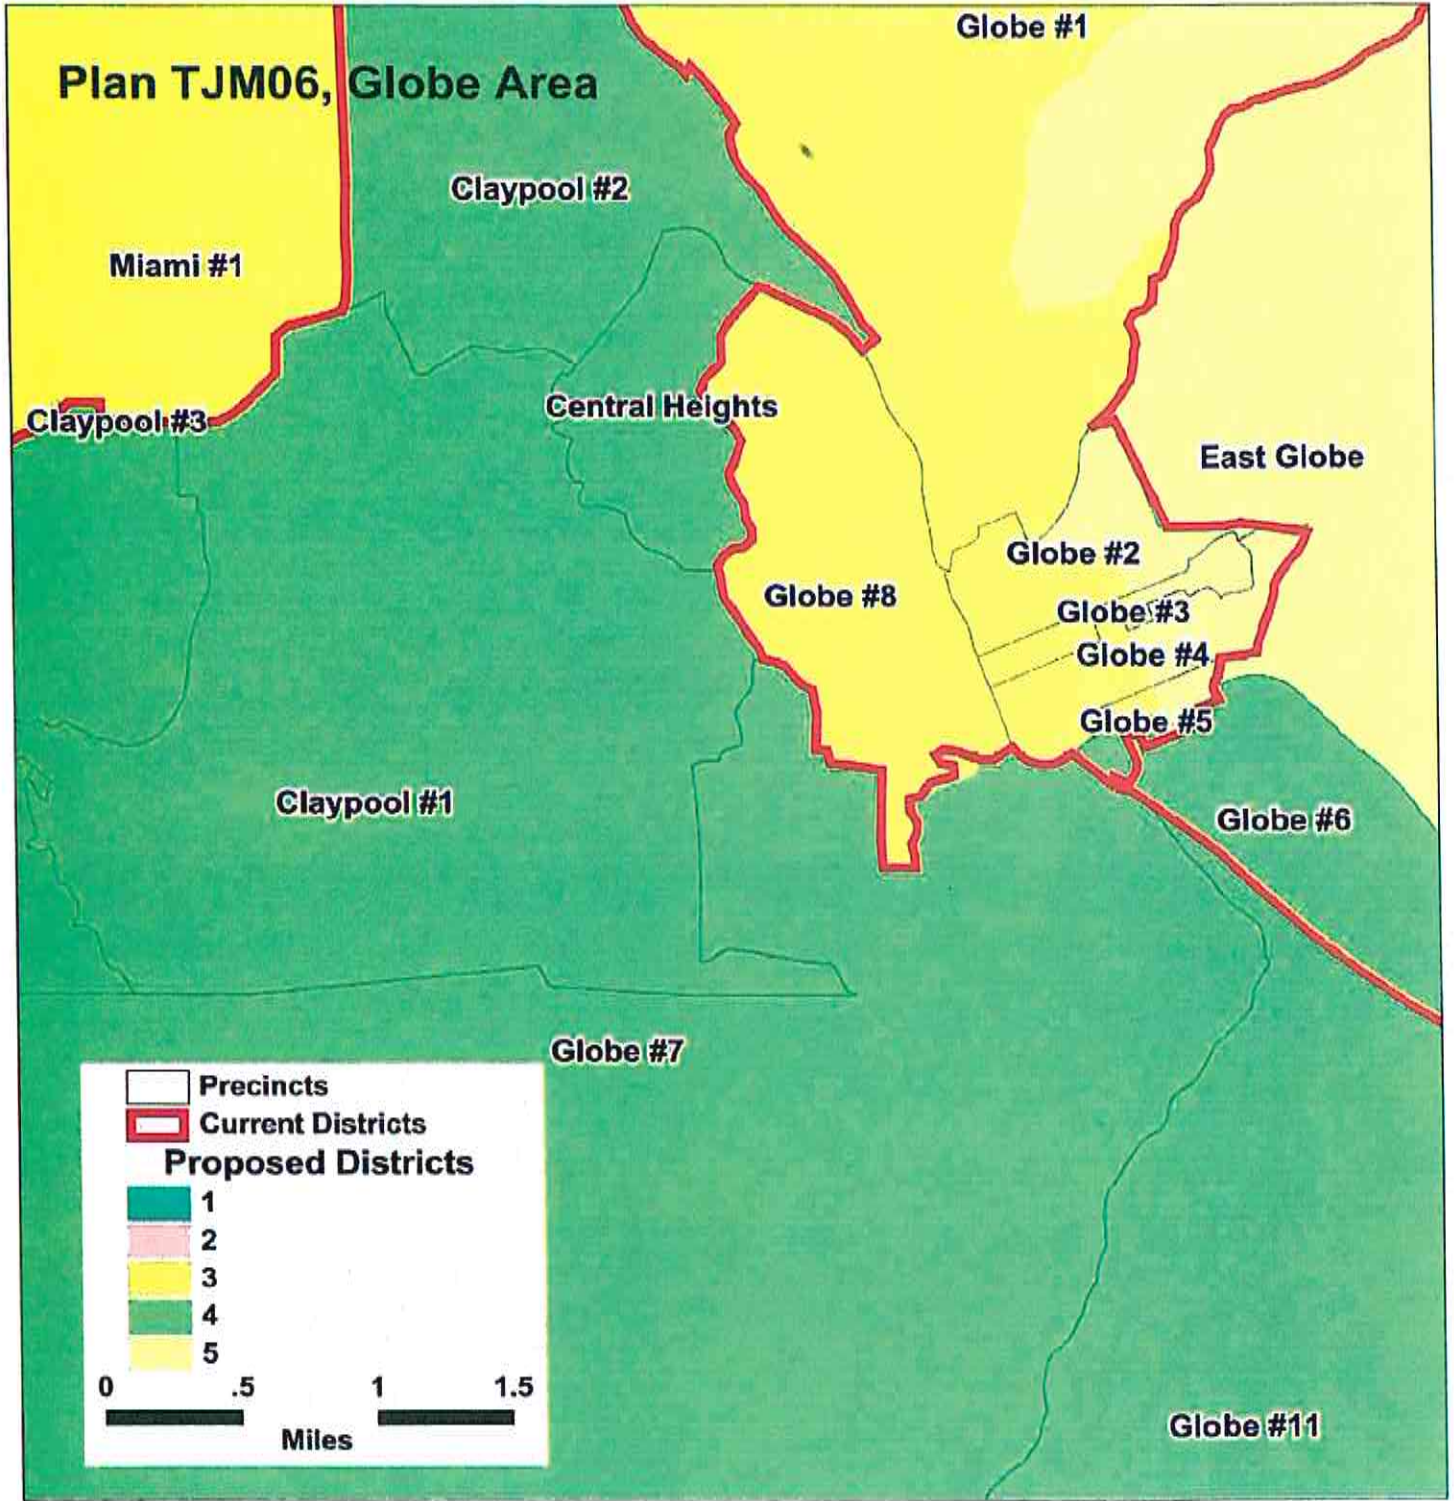 Globe #1
Plan TJM06, Globe Area
Claypool #2
Miami #1
Claypool #3
Central Heights
East Globe
Globe #2
Globe #8
Globe #3
Globe #4
Globe #5
Claypool #1
Globe #6
Globe #7
Precincts
Current Districts
Proposed Districts
1
2
3
4
5
0 .5 1 1.5
Miles
Globe #11